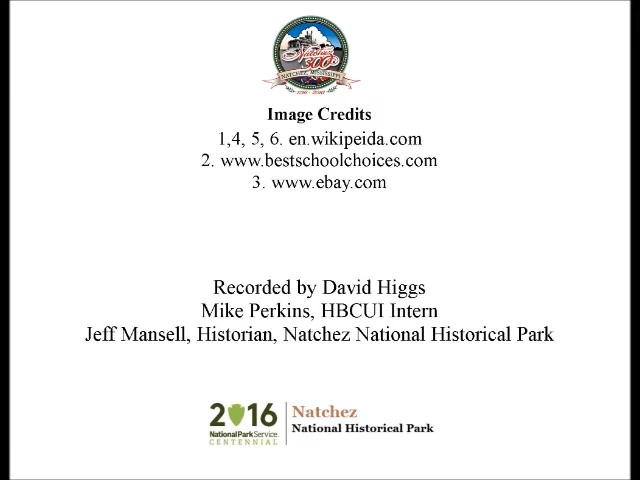 Natchez
300
NATCHEZ, MISSISSIPPI
1716 - 2016
Image Credits
1,4, 5, 6. en.wikipeida.com
2. www.bestschoolchoices.com
3. www.ebay.com
Recorded by David Higgs
Mike Perkins, HBCUI Intern
Jeff Mansell, Historian, Natchez National Historical Park
2016
National Park Service
CENTENNIAL
Natchez
National Historical Park